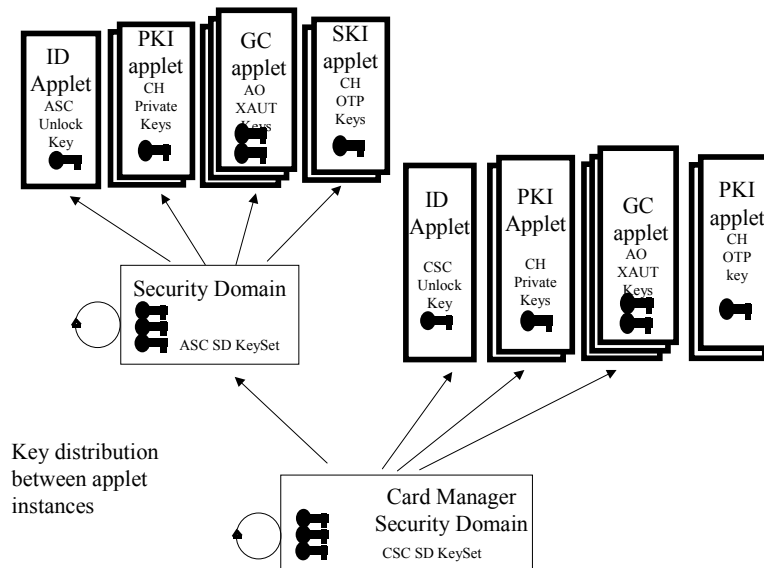 ID
Applet
ASC
Unlock
Key
PKI
applet
CH
Private
Keys
GC
applet
AO
XAUT
Keys
SKI
applet
CH
OTP
Keys
ID
Applet
CSC
Unlock
Key
PKI
Applet
CH
Private
Keys
GC
applet
AO
XAUT
Keys
PKI
applet
CH
OTP
key
Security Domain
ASC SD KeySet
Key distribution
between applet
instances
Card Manager
Security Domain
CSC SD KeySet